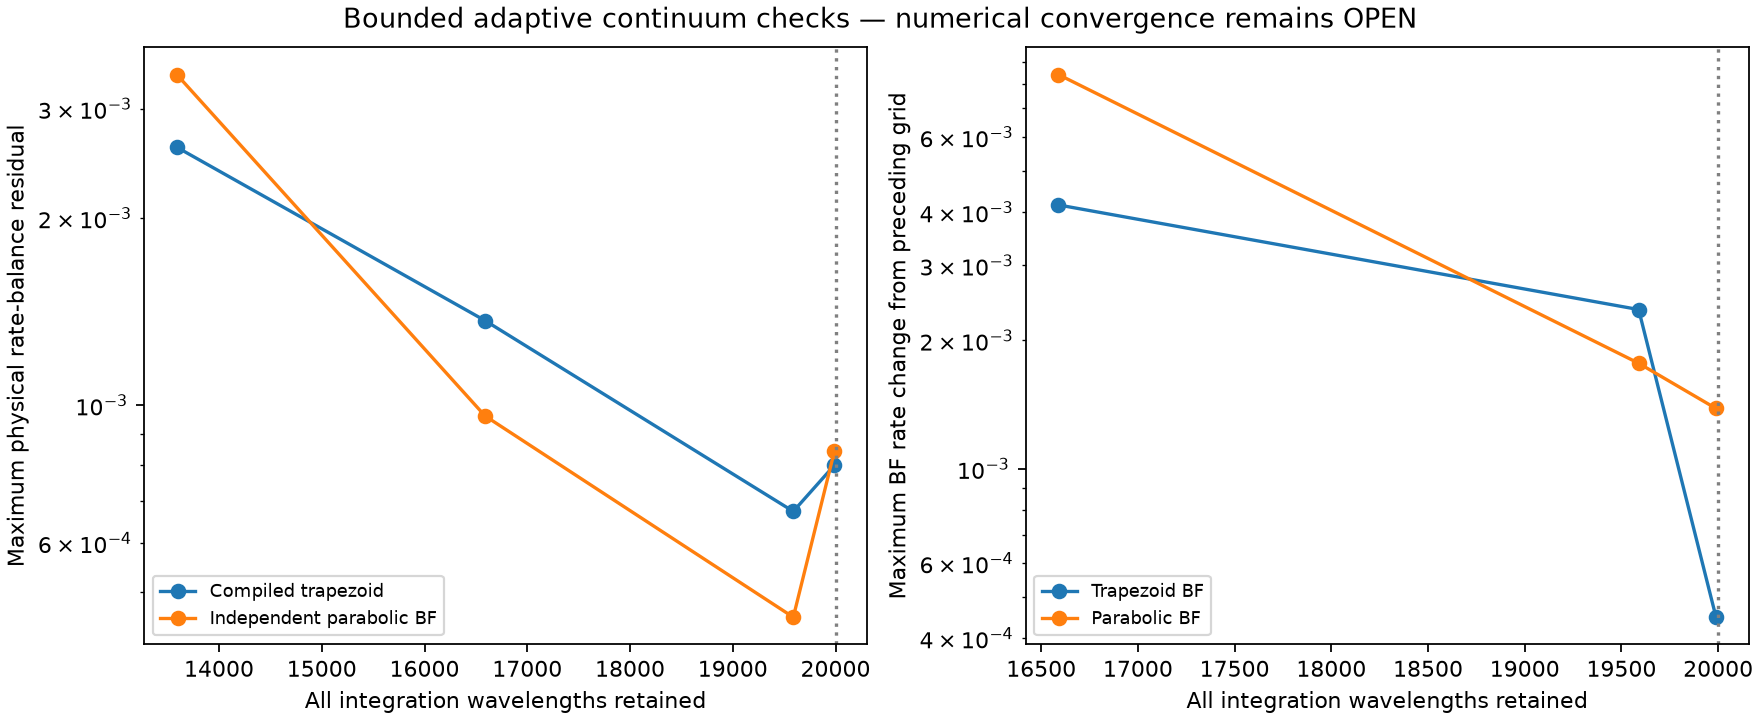 Bounded adaptive continuum checks — numerical convergence remains OPEN
Maximum physical rate-balance residual
3 × 10⁻³
2 × 10⁻³
10⁻³
6 × 10⁻⁴
Compiled trapezoid
Independent parabolic BF
14000 15000 16000 17000 18000 19000 20000
All integration wavelengths retained
Maximum BF rate change from preceding grid
6 × 10⁻³
4 × 10⁻³
3 × 10⁻³
2 × 10⁻³
10⁻³
6 × 10⁻⁴
4 × 10⁻⁴
Trapezoid BF
Parabolic BF
16500 17000 17500 18000 18500 19000 19500 20000
All integration wavelengths retained